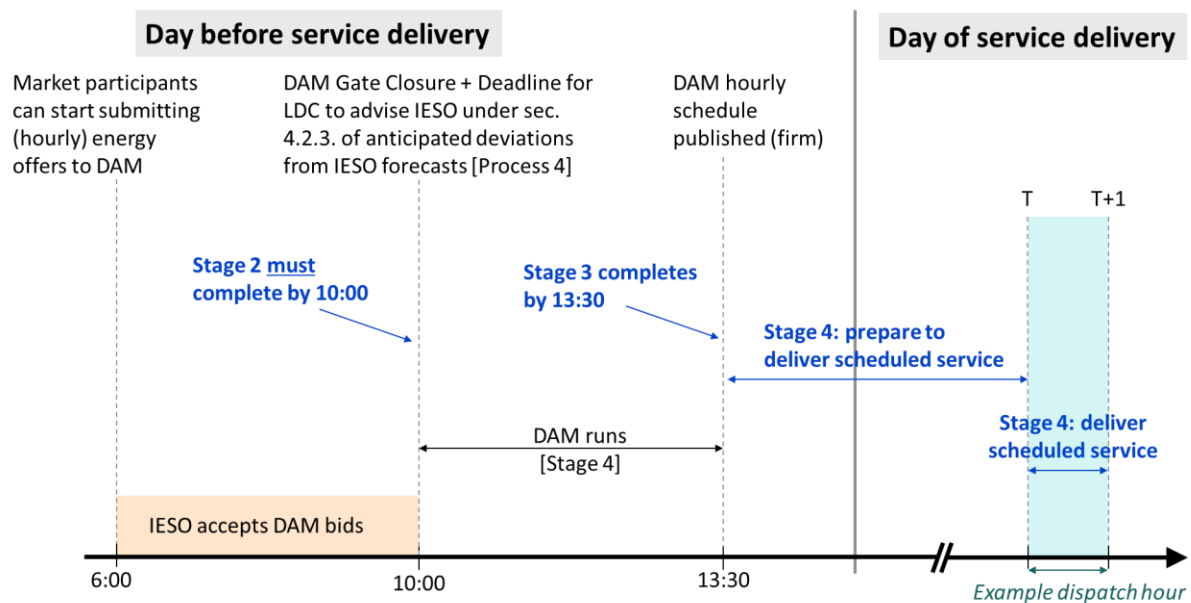 Day before service delivery
Day of service delivery
Market participants
can start submitting
(hourly) energy
offers to DAM
DAM Gate Closure + Deadline for
LDC to advise IESO under sec.
4.2.3. of anticipated deviations
from IESO forecasts [Process 4]
DAM hourly
schedule
published (firm)
T
T+1
Stage 2 must
complete by 10:00
Stage 3 completes
by 13:30
Stage 4: prepare to
deliver scheduled service
Stage 4: deliver
scheduled service
DAM runs
[Stage 4]
IESO accepts DAM bids
6:00
10:00
13:30
Example dispatch hour